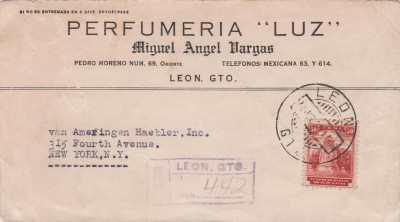 SI NO ES ENTREGADA EN 5 DIAS, DEVUELVASE
PERFUMERIA "LUZ"
Miguel Angel Vargas
PEDRO MORENO NUM. 69, ORIENTE. TELEFONOS: MEXICANA 83, Y 614.
LEON, GTO.
LEON
van Ameringen Haebler, Inc.
315 Fourth Avenue.
NEW YORK, N.Y.
LEON, GTO.
442